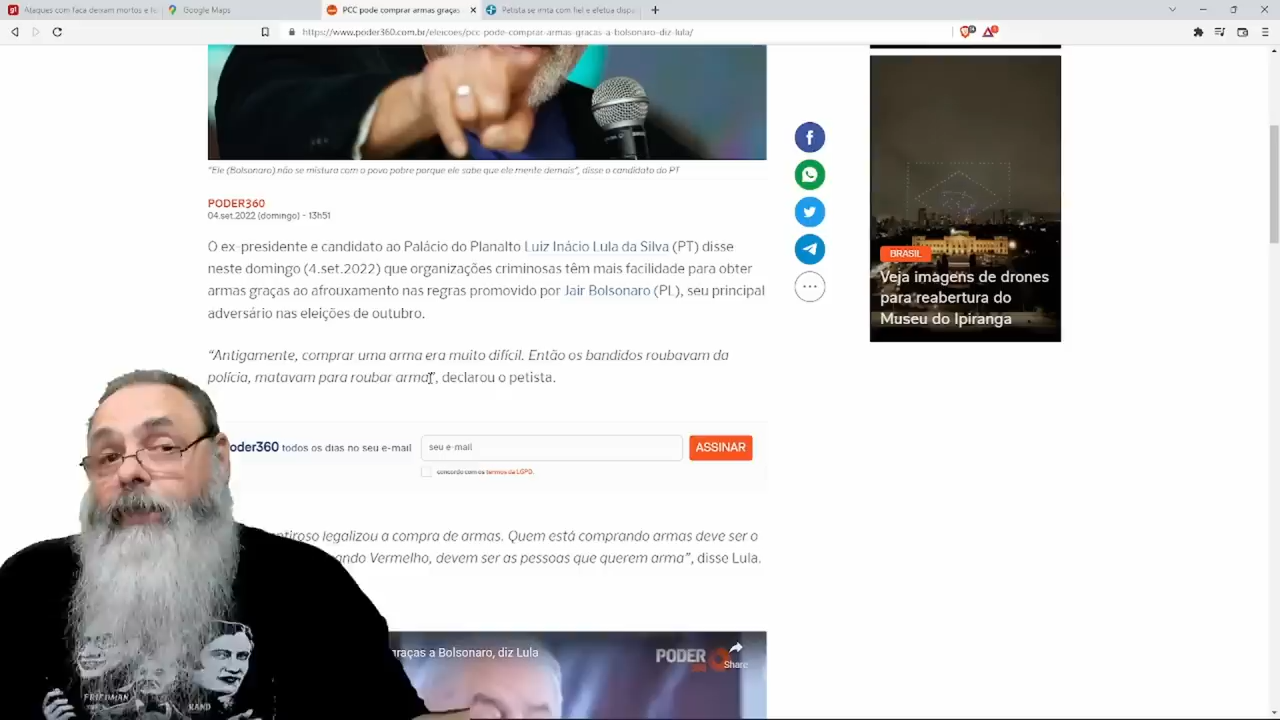 Ataques com faca deixam mortos e fe
Google Maps
PCC pode comprar armas graças
Petista se irrita com fiel e efetua dispa
https://www.poder360.com.br/eleicoes/pcc-pode-comprar-armas-gracas-a-bolsonaro-diz-lula/
"Ele (Bolsonaro) não se mistura com o povo pobre porque ele sabe que ele mente demais", disse o candidato do PT
PODER360
04.set.2022 (domingo) - 13h51
O ex-presidente e candidato ao Palácio do Planalto Luiz Inácio Lula da Silva (PT) disse
neste domingo (4.set.2022) que organizações criminosas têm mais facilidade para obter
armas graças ao afrouxamento nas regras promovido por Jair Bolsonaro (PL), seu principal
adversário nas eleições de outubro.
"Antigamente, comprar uma arma era muito difícil. Então os bandidos roubavam da
polícia, matavam para roubar arma", declarou o petista.
oder360 todos os dias no seu e-mail
seu e-mail
ASSINAR
concordo com os termos da LGPD.
ntiroso legalizou a compra de armas. Quem está comprando armas deve ser o
ando Vermelho, devem ser as pessoas que querem arma", disse Lula.
graças a Bolsonaro, diz Lula
PODER
Share
BRASIL
Veja imagens de drones
para reabertura do
Museu do Ipiranga
FRIEDMAN
RAND